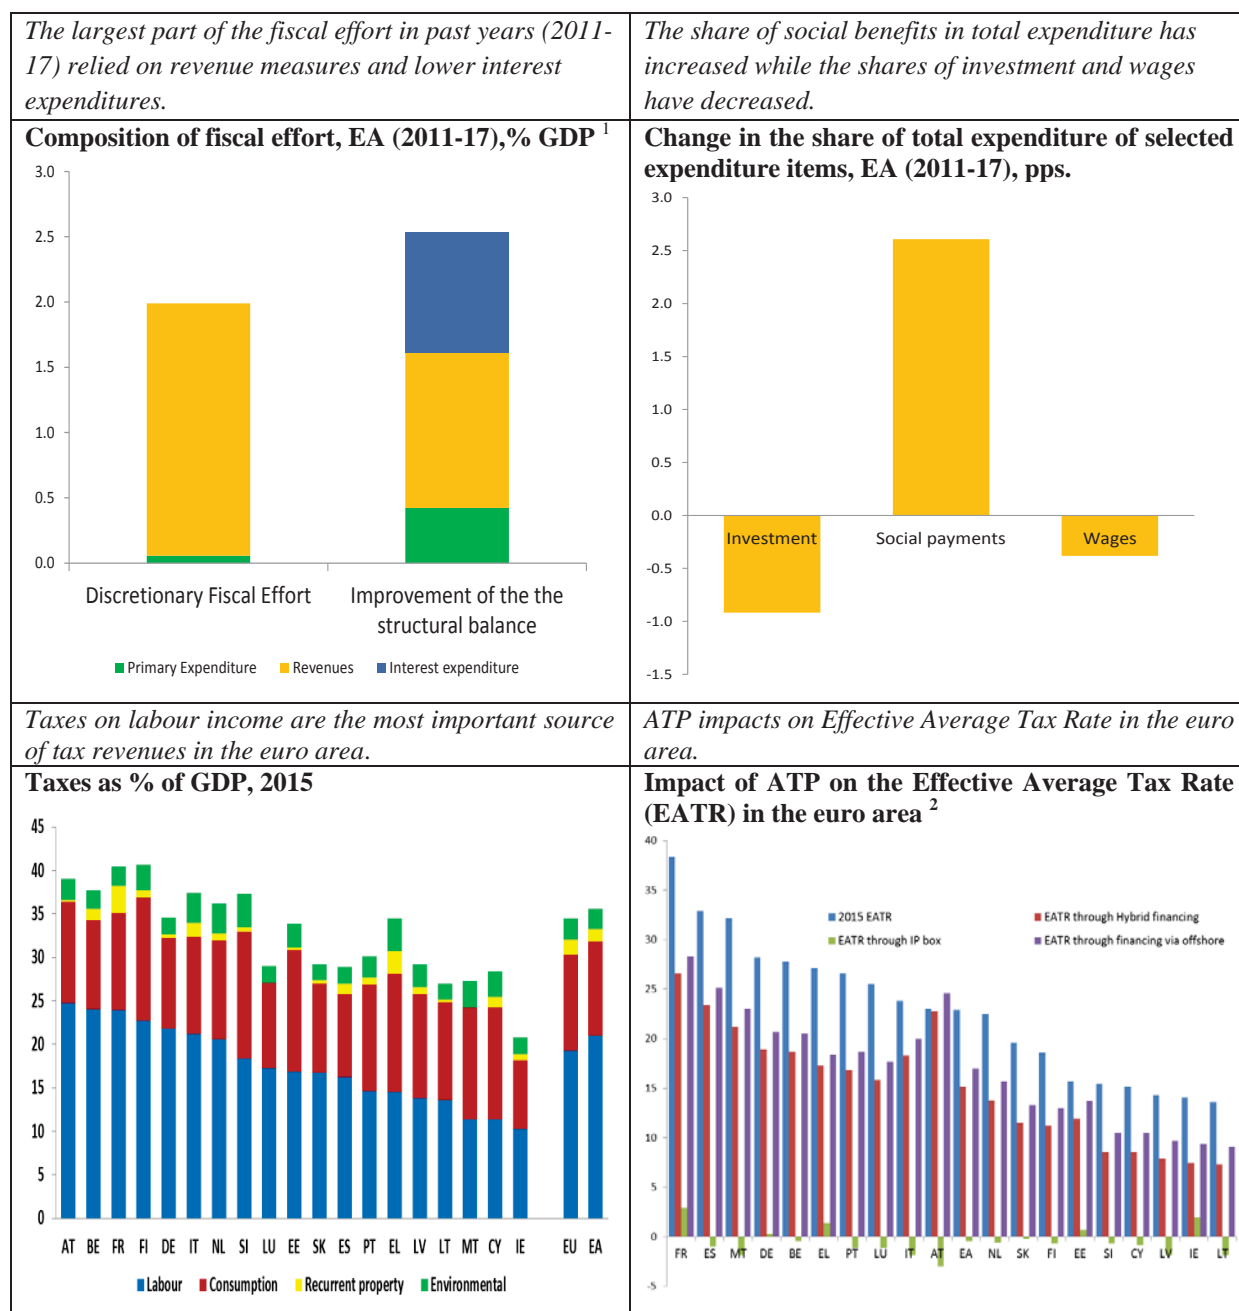 The largest part of the fiscal effort in past years (2011-
17) relied on revenue measures and lower interest
expenditures.
The share of social benefits in total expenditure has
increased while the shares of investment and wages
have decreased.
Composition of fiscal effort, EA (2011-17),% GDP 1
3.0
2.5
2.0
1.5
1.0
0.5
0.0
Discretionary Fiscal Effort
Improvement of the the
structural balance
Primary Expenditure
Revenues
Interest expenditure
Change in the share of total expenditure of selected
expenditure items, EA (2011-17), pps.
3.0
2.5
2.0
1.5
1.0
0.5
0.0
-0.5
-1.0
-1.5
Investment
Social payments
Wages
Taxes on labour income are the most important source
of tax revenues in the euro area.
ATP impacts on Effective Average Tax Rate in the euro
area.
Taxes as % of GDP, 2015
45
40
35
30
25
20
15
10
5
0
AT BE FR FI DE IT NL SI LU EE SK ES PT EL LV LT MT CY IE EU EA
Labour
Consumption
Recurrent property
Environmental
Impact of ATP on the Effective Average Tax Rate
(EATR) in the euro area 2
40
35
30
25
20
15
10
5
0
-5
2015 EATR
EATR through Hybrid financing
EATR through IP box
EATR through financing via offshore
FR ES MT DE BE EL PT LU IT AT EA NL SK FI EE SI CY LV IE LT